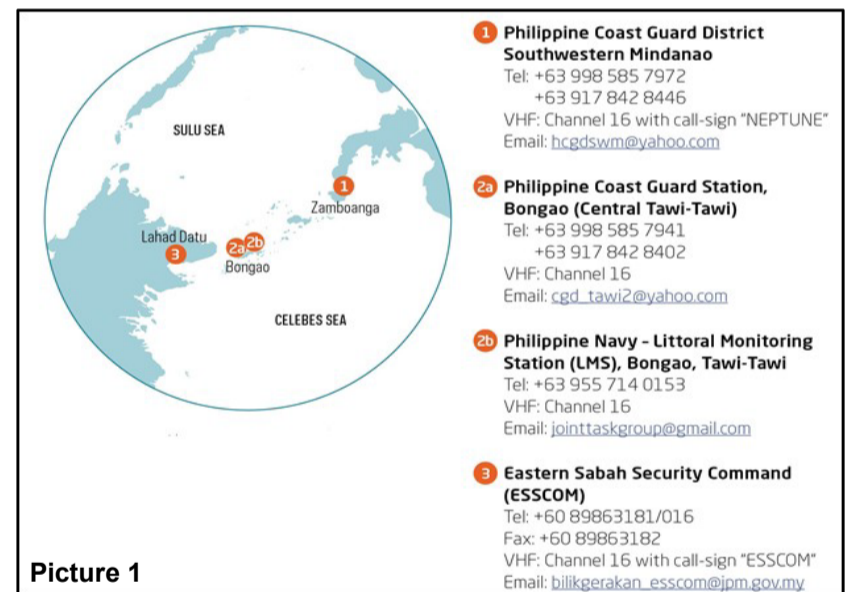 SULU SEA
1
Zamboanga
Lahad Datu
3
2a
2b
Bongao
CELEBES SEA
Picture 1
1 Philippine Coast Guard District
Southwestern Mindanao
Tel: +63 998 585 7972
+63 917 842 8446
VHF: Channel 16 with call-sign "NEPTUNE"
Email: hcgdswm@yahoo.com
2a Philippine Coast Guard Station,
Bongao (Central Tawi-Tawi)
Tel: +63 998 585 7941
+63 917 842 8402
VHF: Channel 16
Email: cgd_tawi2@yahoo.com
2b Philippine Navy - Littoral Monitoring
Station (LMS), Bongao, Tawi-Tawi
Tel: +63 955 714 0153
VHF: Channel 16
Email: jointtaskgroup@gmail.com
3 Eastern Sabah Security Command
(ESSCOM)
Tel: +60 89863181/016
Fax: +60 89863182
VHF: Channel 16 with call-sign "ESSCOM"
Email: bilikgerakan_esscom@jpm.gov.my